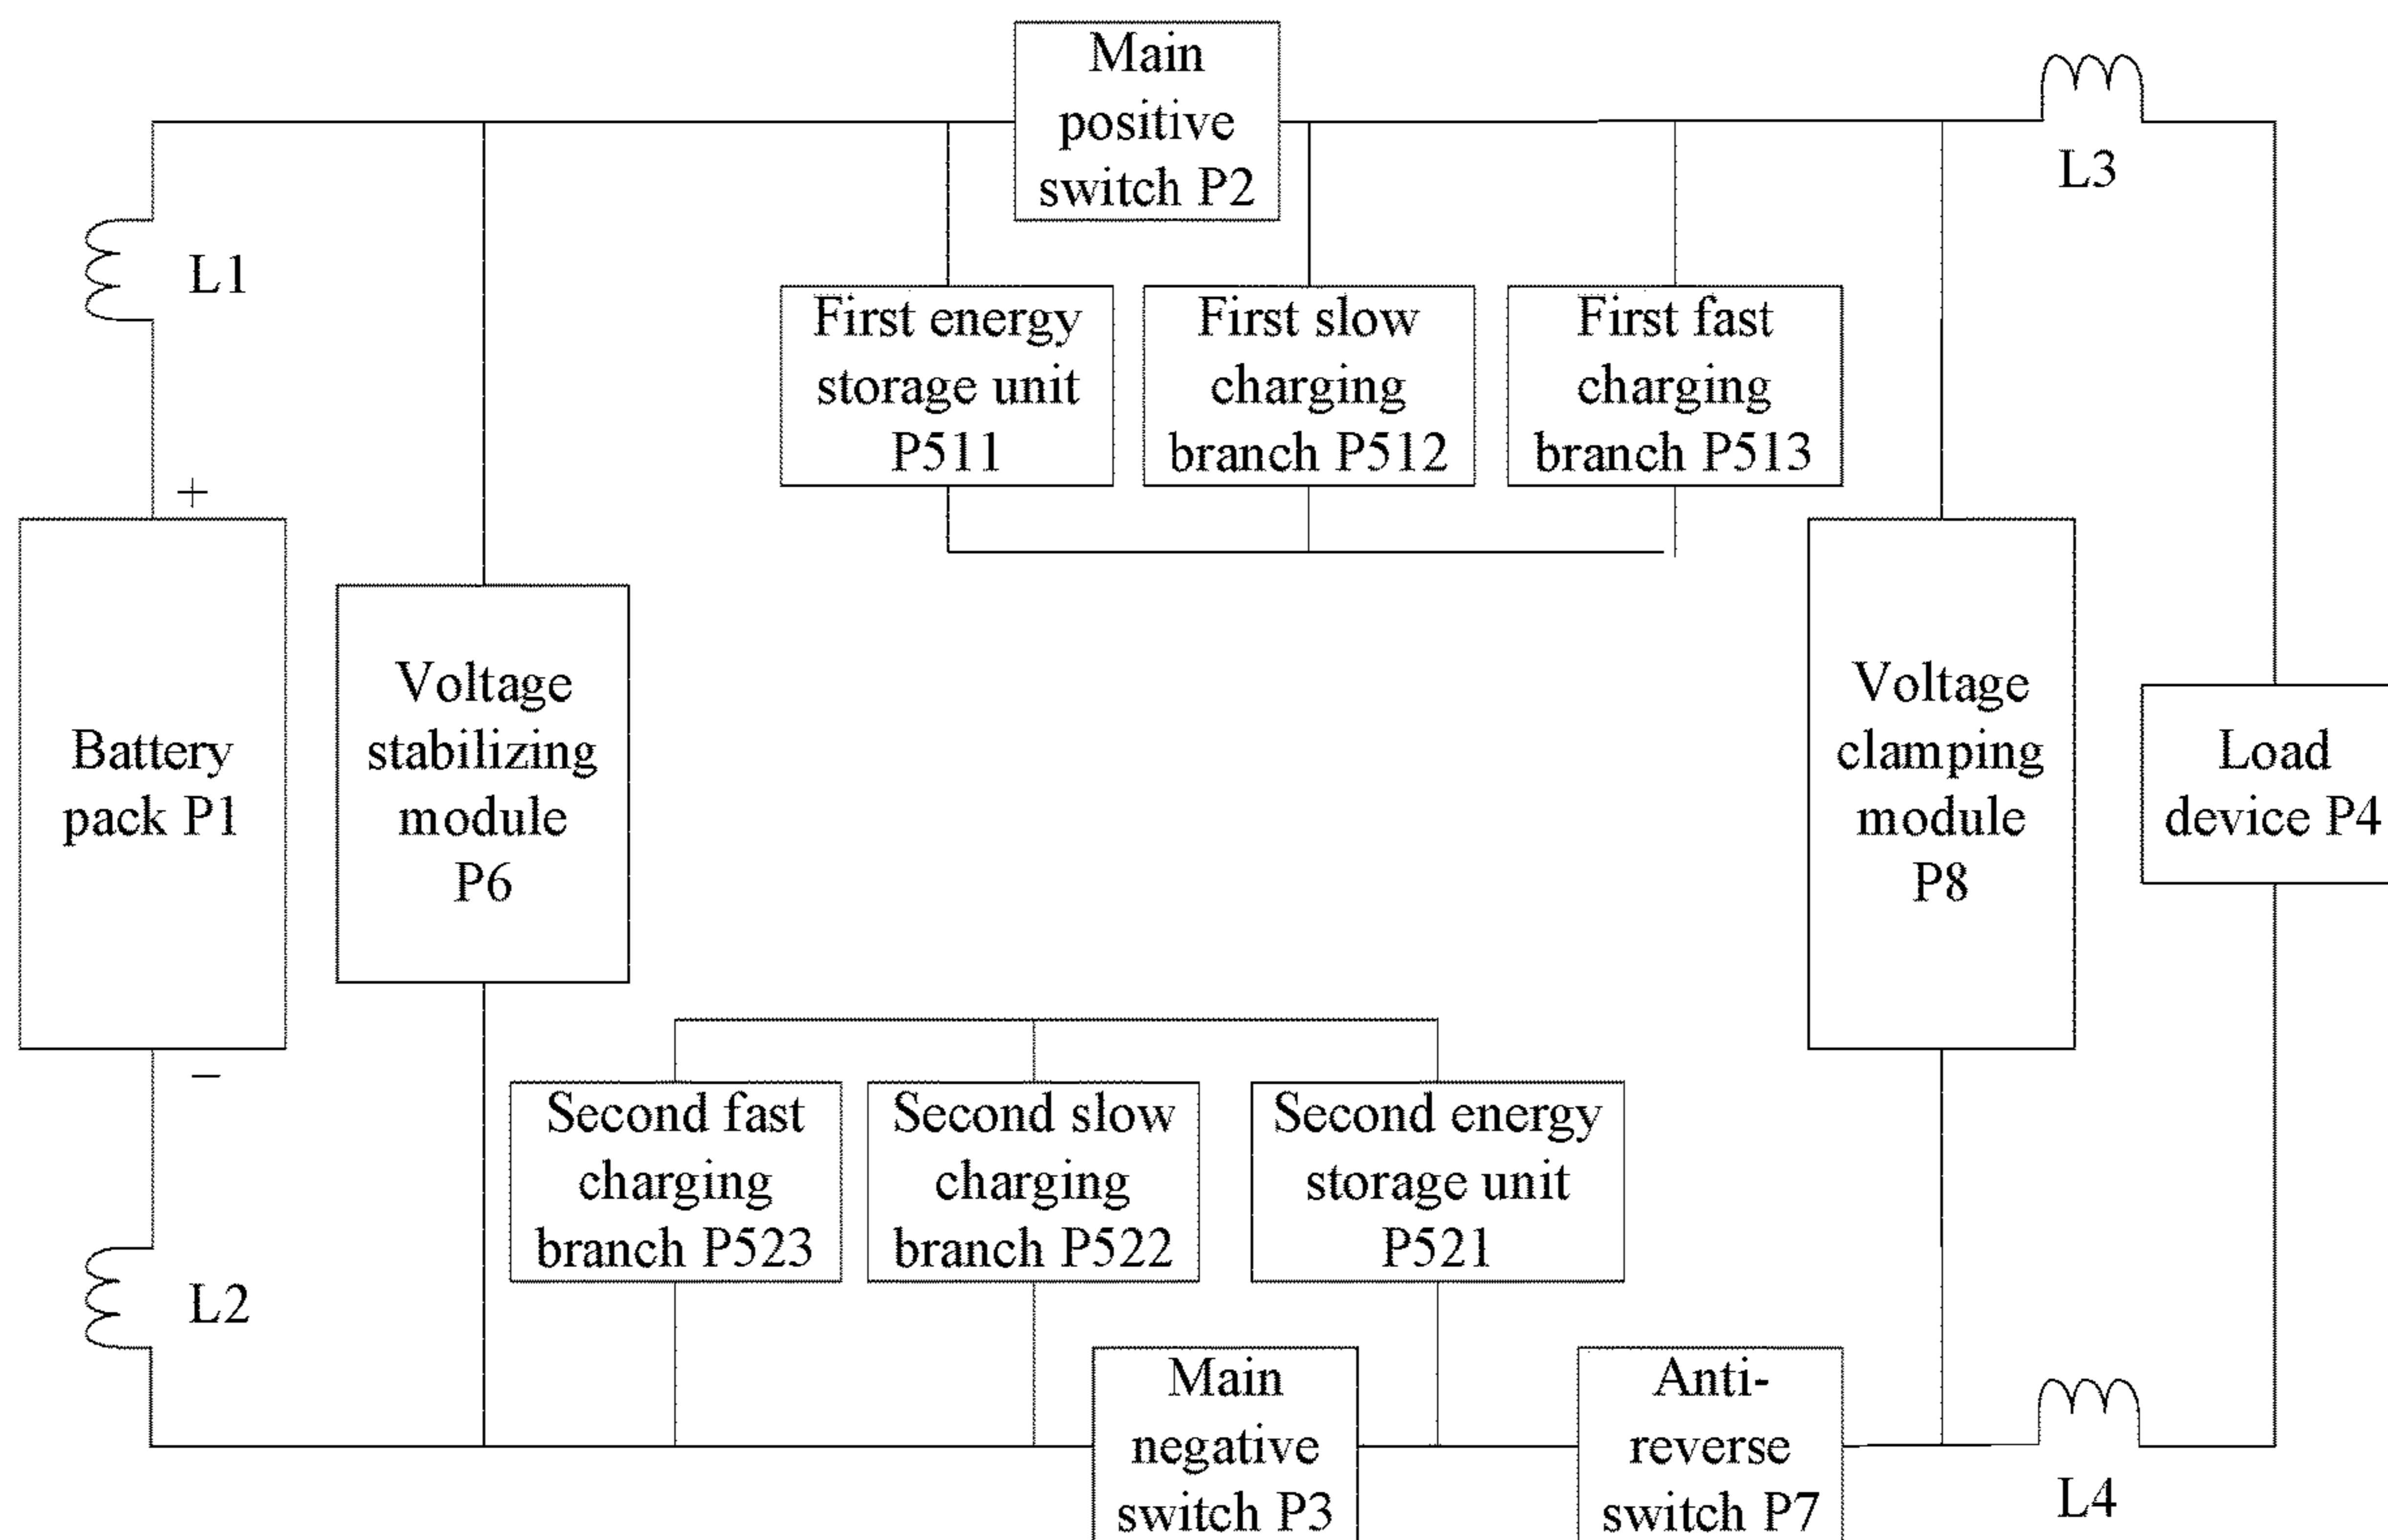 Main
positive
switch P2
L3
L1
First energy
storage unit
P511
First slow
charging
branch P512
First fast
charging
branch P513
+
Battery
pack P1
Voltage
stabilizing
module
P6
Voltage
clamping
module
P8
Load
device P4
−
Second fast
charging
branch P523
Second slow
charging
branch P522
Second energy
storage unit
P521
L2
Main
negative
switch P3
Anti-
reverse
switch P7
L4